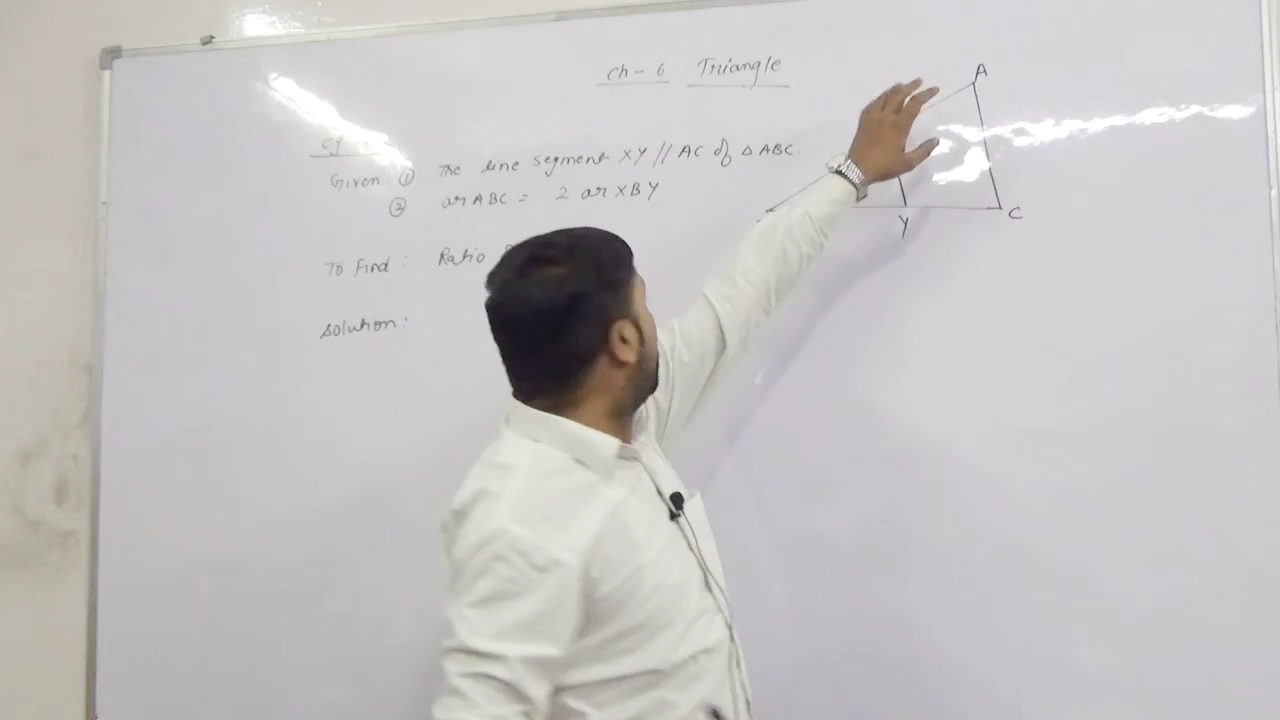 Ch-6 Triangle
Given: ① The line segment XY // AC of △ABC.
② ar ABC = 2 ar XBY
To find: Ratio
Solution:
A
Y
C